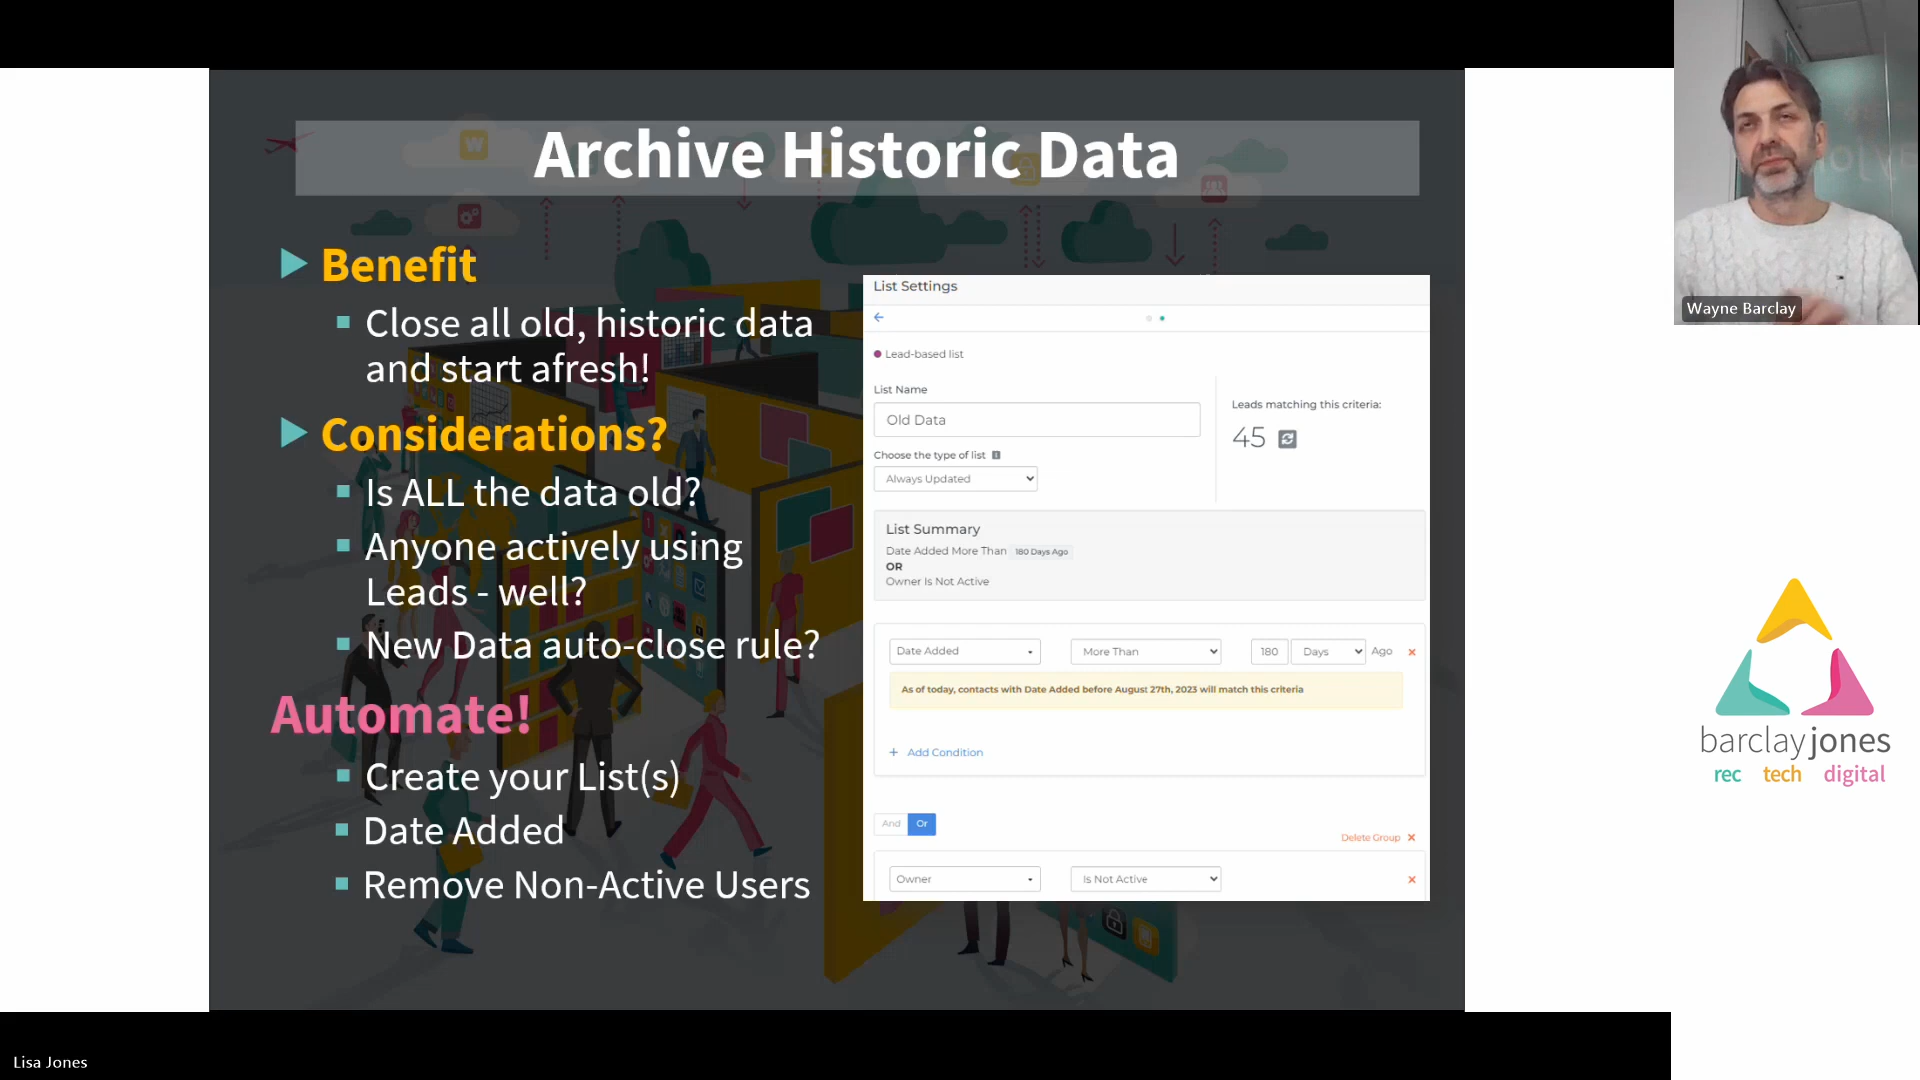 Archive Historic Data
Benefit
Close all old, historic data
and start afresh!
Considerations?
Is ALL the data old?
Anyone actively using
Leads - well?
New Data auto-close rule?
Automate!
Create your List(s)
Date Added
Remove Non-Active Users
List Settings
Lead-based list
List Name
Old Data
Choose the type of list
Always Updated
Leads matching this criteria:
45
List Summary
Date Added More Than 180 Days Ago
OR
Owner Is Not Active
Date Added More Than 180 Days Ago
As of today, contacts with Date Added before August 27th, 2023 will match this criteria
+ Add Condition
And Or
Delete Group
Owner Is Not Active
Wayne Barclay
barclayjones
rec tech digital
Lisa Jones